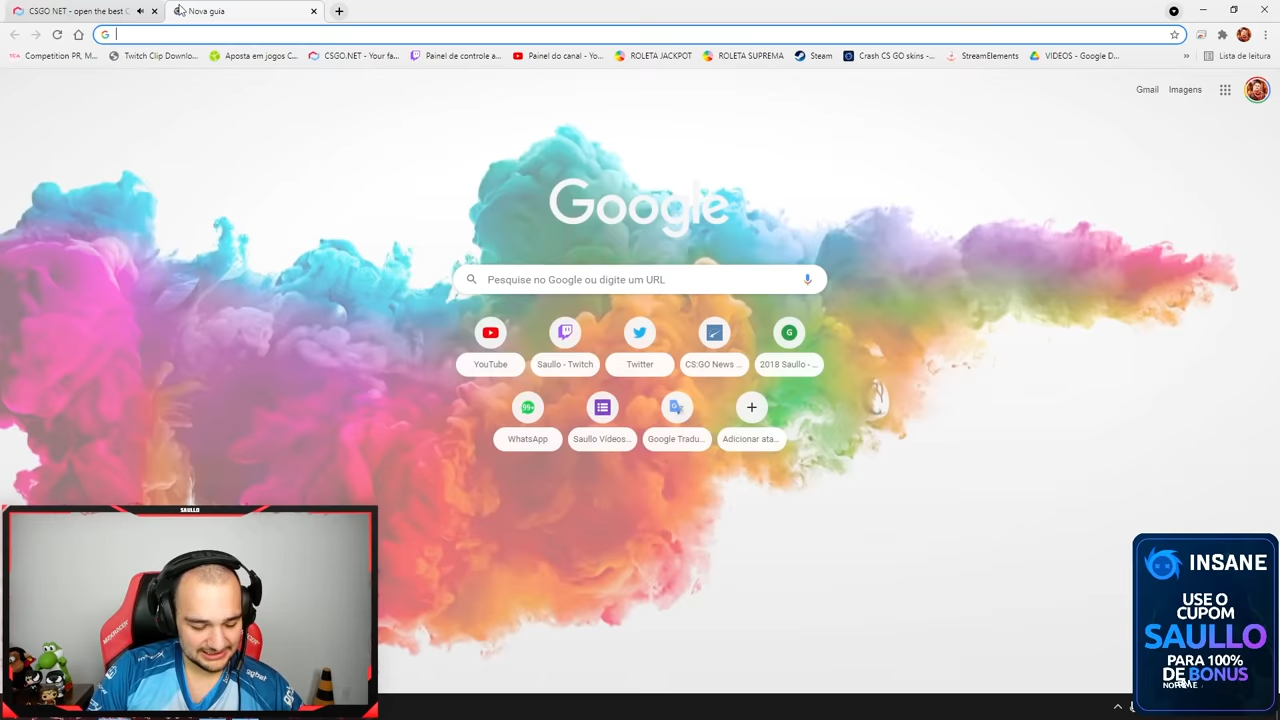 CSGO NET - open the best C
Nova guia
Competition PR, M...
Twitch Clip Downlo...
Aposta em jogos C...
CSGO.NET - Your fa...
Painel de controle a...
Painel do canal - Yo...
ROLETA JACKPOT
ROLETA SUPREMA
Steam
Crash CS GO skins -...
StreamElements
VIDEOS - Google D...
»
Lista de leitura
Gmail
Imagens
Google
Pesquise no Google ou digite um URL
YouTube
Saullo - Twitch
Twitter
CS:GO News ...
G
2018 Saullo - ...
99+
WhatsApp
Saullo Vídeos...
Google Tradu...
Adicionar ata...
SAULLO
INSANE
USE O
CUPOM
SAULLO
PARA 100%
DE BONUS